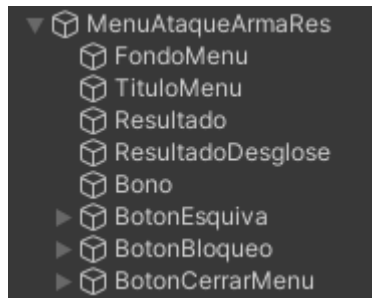 MenuAtaqueArmaRes
FondoMenu
TituloMenu
Resultado
ResultadoDesglose
Bono
BotonEsquiva
BotonBloqueo
BotonCerrarMenu